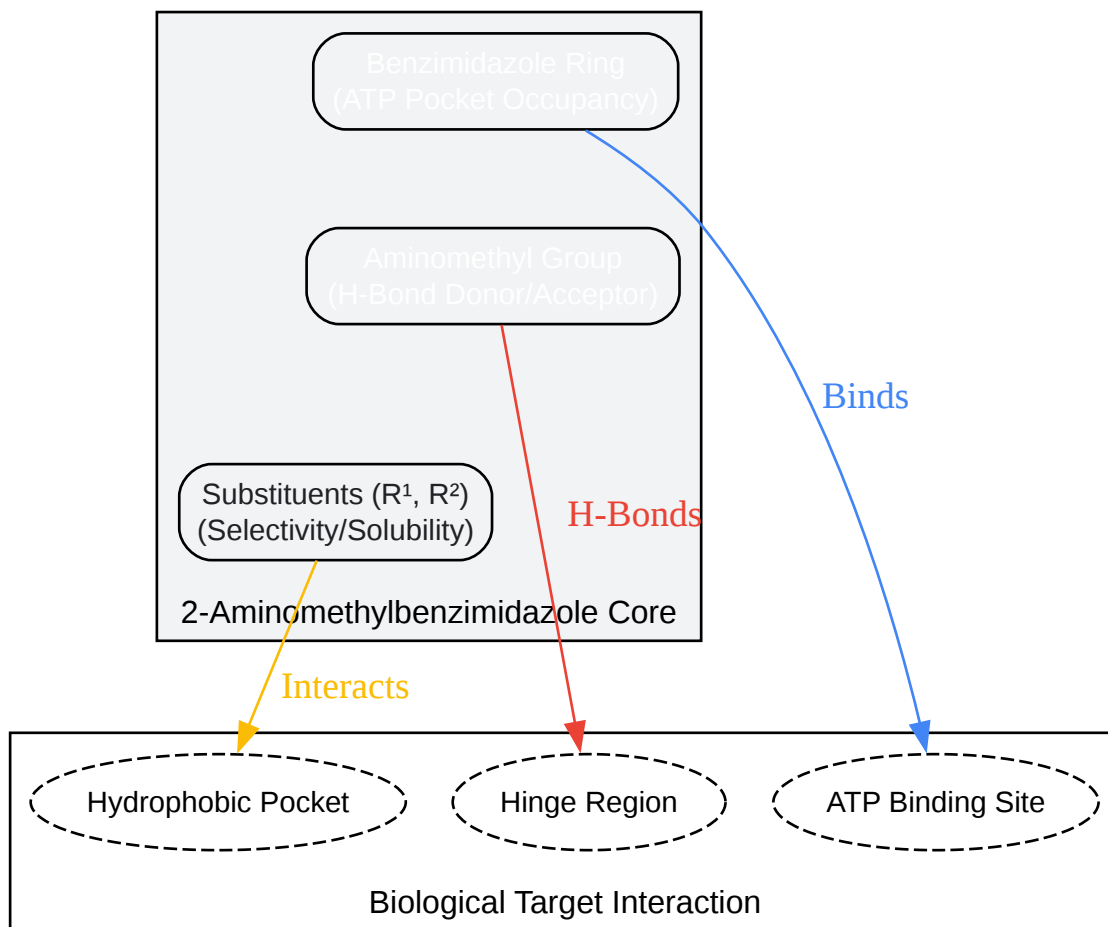 Benzimidazole Ring
(ATP Pocket Occupancy)
Aminomethyl Group
(H-Bond Donor/Acceptor)
Binds
Substituents (R¹, R²)
(Selectivity/Solubility)
H-Bonds
2-Aminomethylbenzimidazole Core
Interacts
Hydrophobic Pocket
Hinge Region
ATP Binding Site
Biological Target Interaction